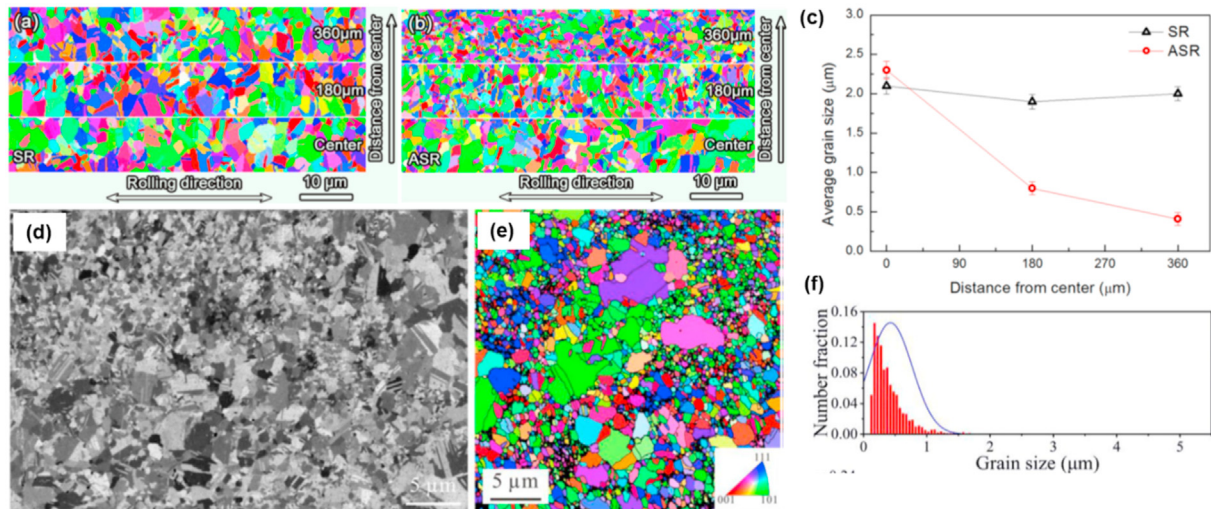 (a)
360µm
180µm
SR
Center
Distance from center
Rolling direction
10 µm
(b)
360µm
180µm
ASR
Center
Distance from center
Rolling direction
10 µm
(c)
3.0
2.5
2.0
1.5
1.0
0.5
0.0
Average grain size (µm)
SR
ASR
0
90
180
270
360
Distance from center (µm)
(d)
5 µm
(e)
5 µm
111
001
101
(f)
0.16
0.12
0.08
0.04
0.00
Number fraction
0
1
2
3
4
5
Grain size (µm)